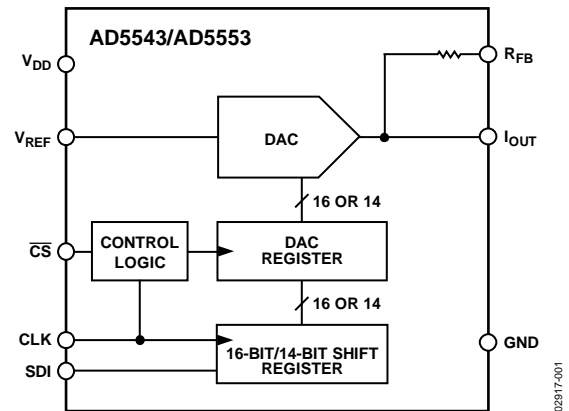 AD5543/AD5553
VDD
RFB
VREF
DAC
IOUT
16 OR 14
CS
CONTROL
LOGIC
DAC
REGISTER
16 OR 14
CLK
GND
SDI
16-BIT/14-BIT SHIFT
REGISTER
02917-001